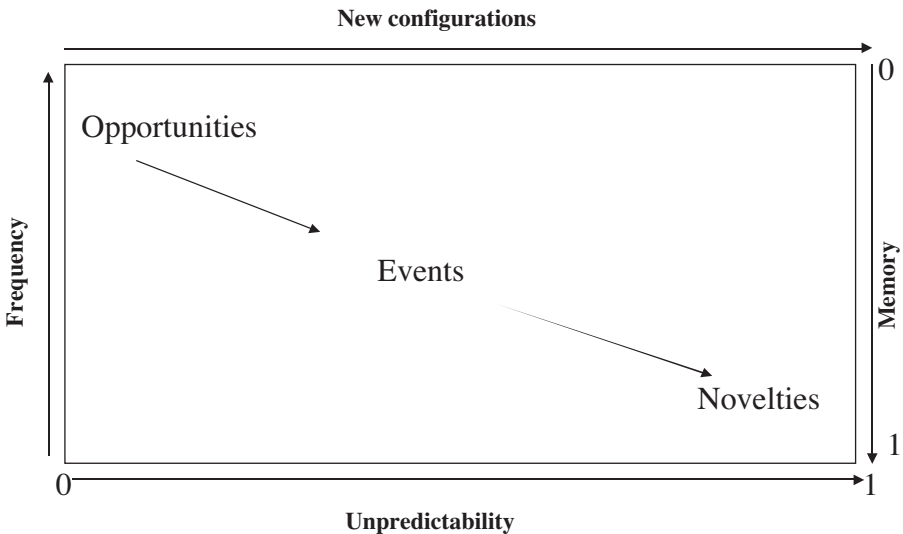 New configurations
0
Opportunities
Frequency
Events
Memory
Novelties
1
0
1
Unpredictability